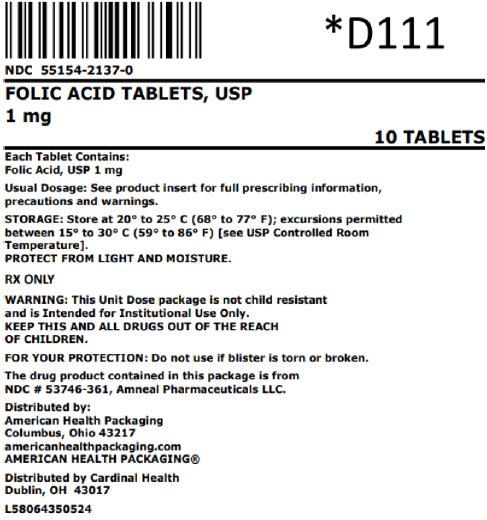 *D111
NDC 55154-2137-0
FOLIC ACID TABLETS, USP
1 mg
10 TABLETS
Each Tablet Contains:
Folic Acid, USP 1 mg
Usual Dosage: See product insert for full prescribing information,
precautions and warnings.
STORAGE: Store at 20° to 25° C (68° to 77° F); excursions permitted
between 15° to 30° C (59° to 86° F) [see USP Controlled Room
Temperature].
PROTECT FROM LIGHT AND MOISTURE.
RX ONLY
WARNING: This Unit Dose package is not child resistant
and is Intended for Institutional Use Only.
KEEP THIS AND ALL DRUGS OUT OF THE REACH
OF CHILDREN.
FOR YOUR PROTECTION: Do not use if blister is torn or broken.
The drug product contained in this package is from
NDC # 53746-361, Amneal Pharmaceuticals LLC.
Distributed by:
American Health Packaging
Columbus, Ohio 43217
americanhealthpackaging.com
AMERICAN HEALTH PACKAGING®
Distributed by Cardinal Health
Dublin, OH 43017
L58064350524